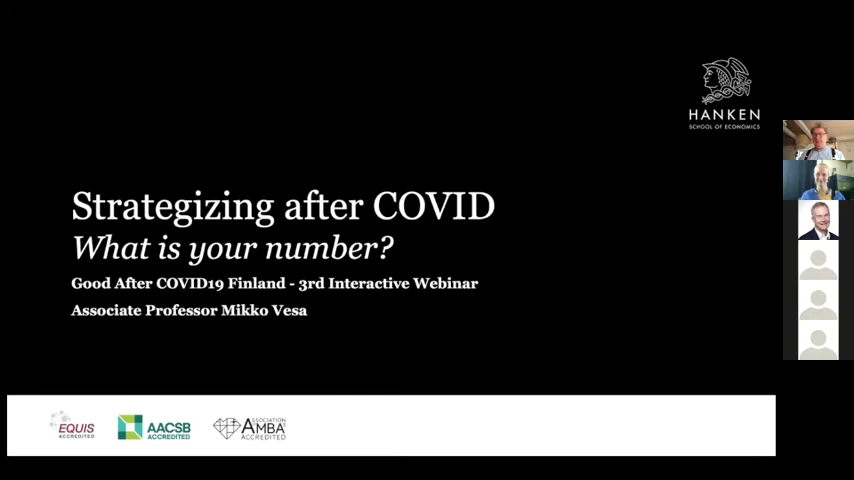 HANKEN
SCHOOL OF ECONOMICS
Strategizing after COVID
What is your number?
Good After COVID19 Finland - 3rd Interactive Webinar
Associate Professor Mikko Vesa
EQUIS
ACCREDITED
AACSB
ACCREDITED
ASSOCIATION
AMBA's
ACCREDITED